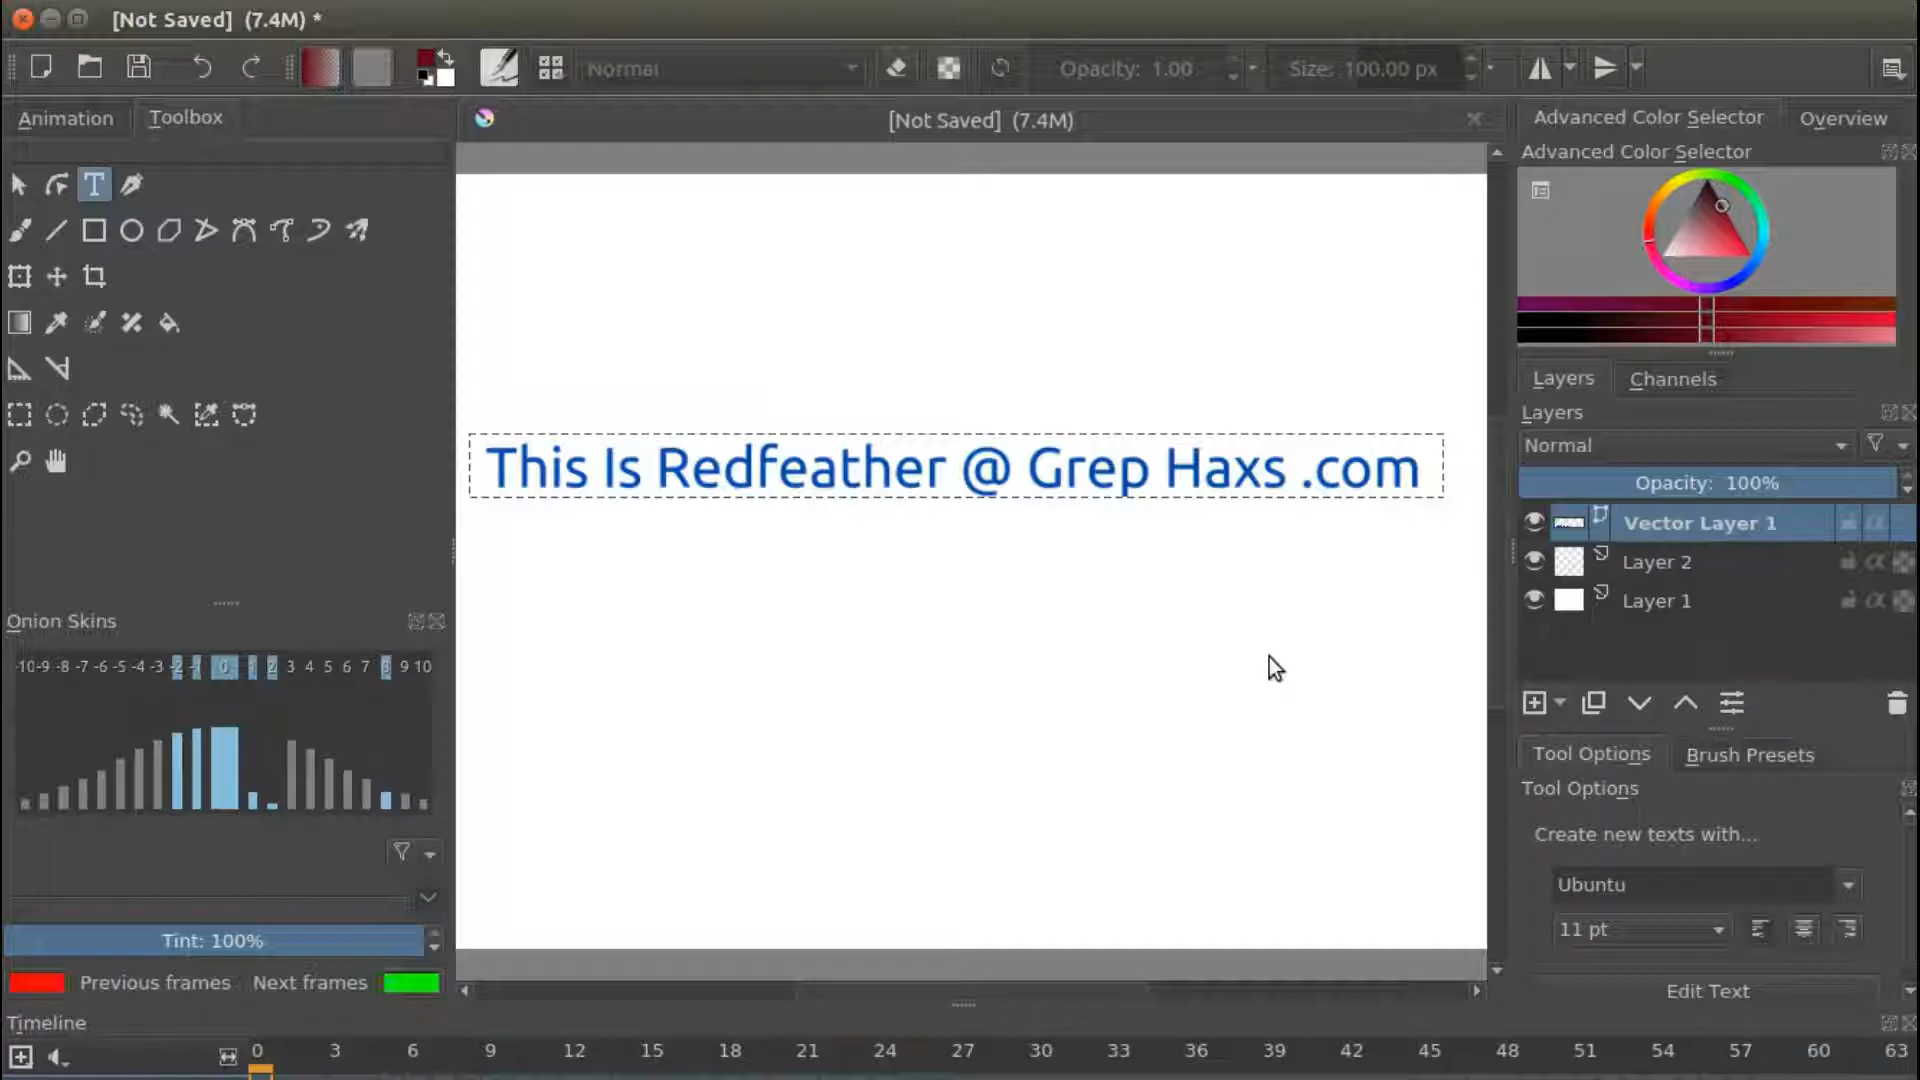 [Not Saved] (7.4M) *
Normal
Opacity: 1.00
Size: 100.00 px
Animation
Toolbox
[Not Saved] (7.4M)
Advanced Color Selector
Overview
Advanced Color Selector
This Is Redfeather @ Grep Haxs .com
Layers
Channels
Layers
Normal
Opacity: 100%
Vector Layer 1
Layer 2
Layer 1
Onion Skins
-10 -9 -8 -7 -6 -5 -4 -3 -2 -1 0 1 2 3 4 5 6 7 8 9 10
Tool Options
Brush Presets
Tool Options
Create new texts with...
Ubuntu
11 pt
Edit Text
Tint: 100%
Previous frames Next frames
Timeline
0 3 6 9 12 15 18 21 24 27 30 33 36 39 42 45 48 51 54 57 60 63